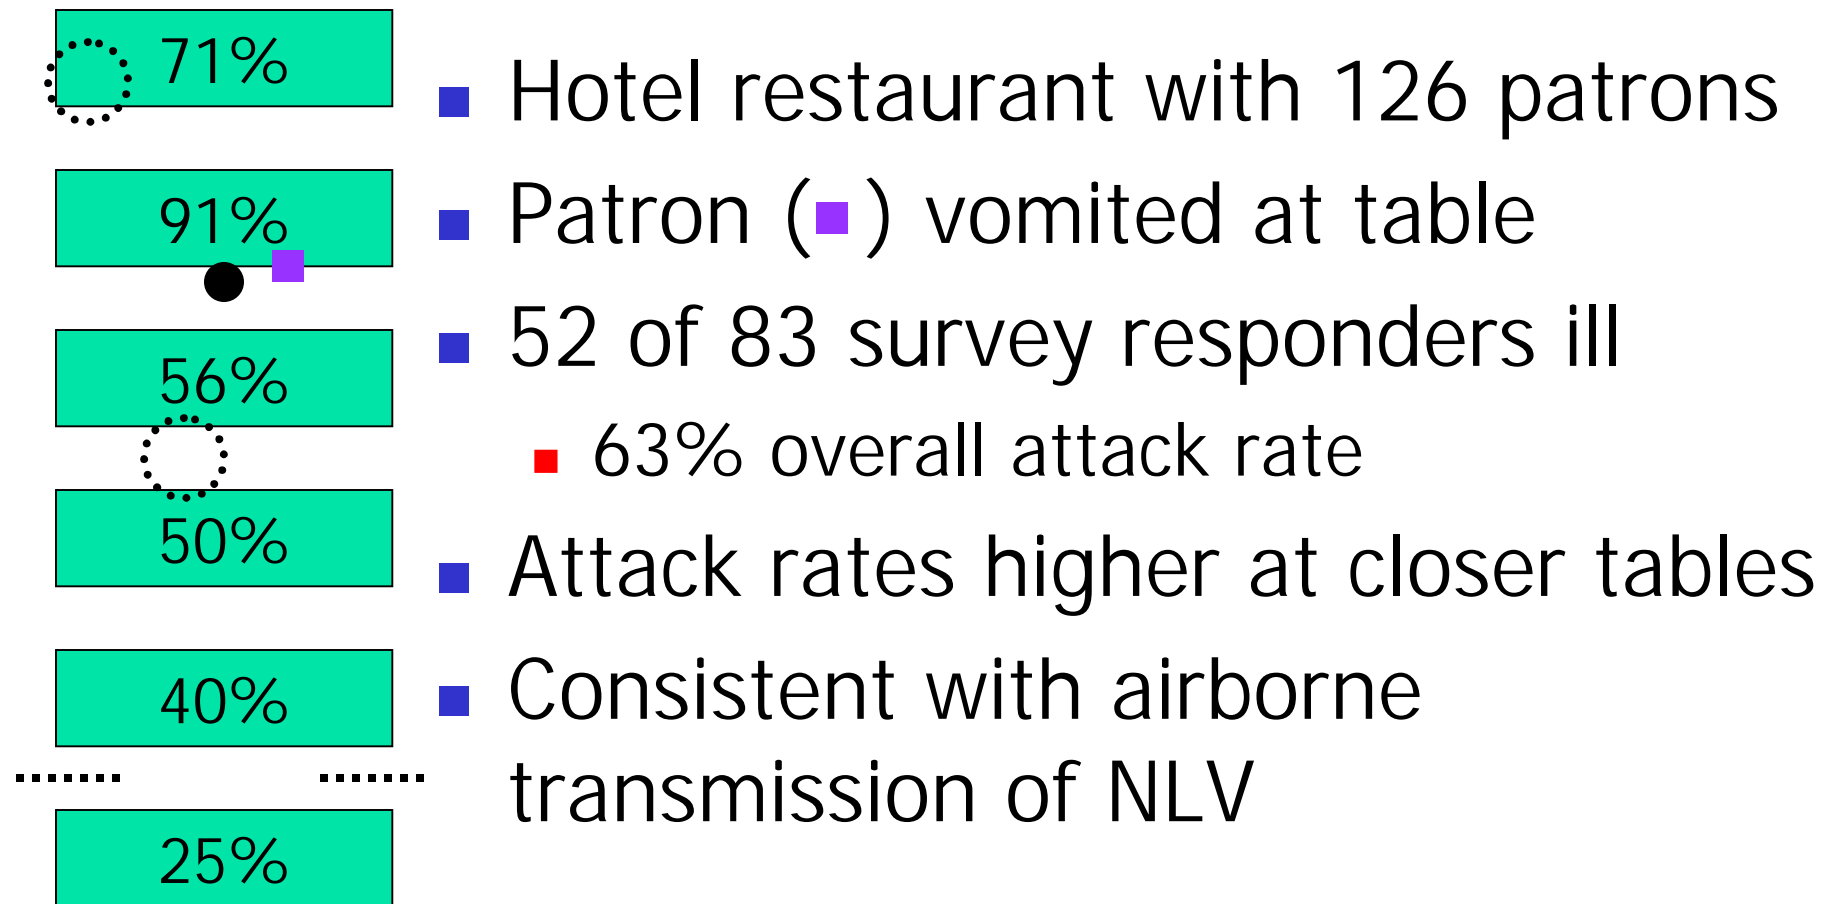 71%
91%
56%
50%
40%
25%
Hotel restaurant with 126 patrons
Patron (■) vomited at table
52 of 83 survey responders ill
63% overall attack rate
Attack rates higher at closer tables
Consistent with airborne
transmission of NLV